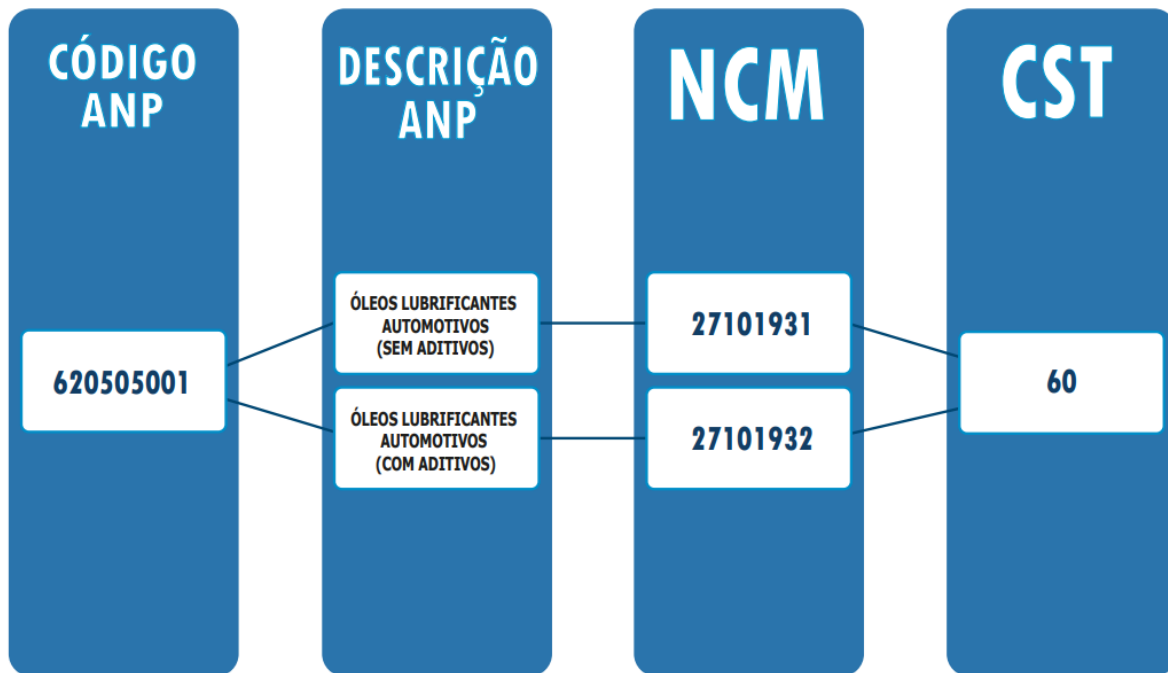 CÓDIGO
ANP
DESCRIÇÃO
ANP
NCM
CST
620505001
ÓLEOS LUBRIFICANTES
AUTOMOTIVOS
(SEM ADITIVOS)
27101931
60
ÓLEOS LUBRIFICANTES
AUTOMOTIVOS
(COM ADITIVOS)
27101932